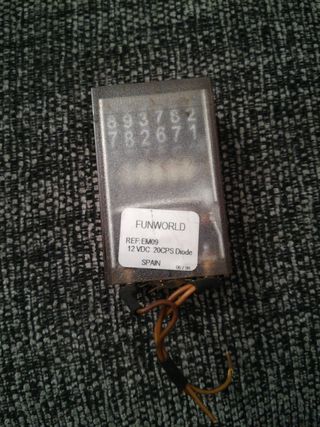 893782
782671
FUNWORLD
REF:EM09
12 VDC 20CPS Diode
SPAIN